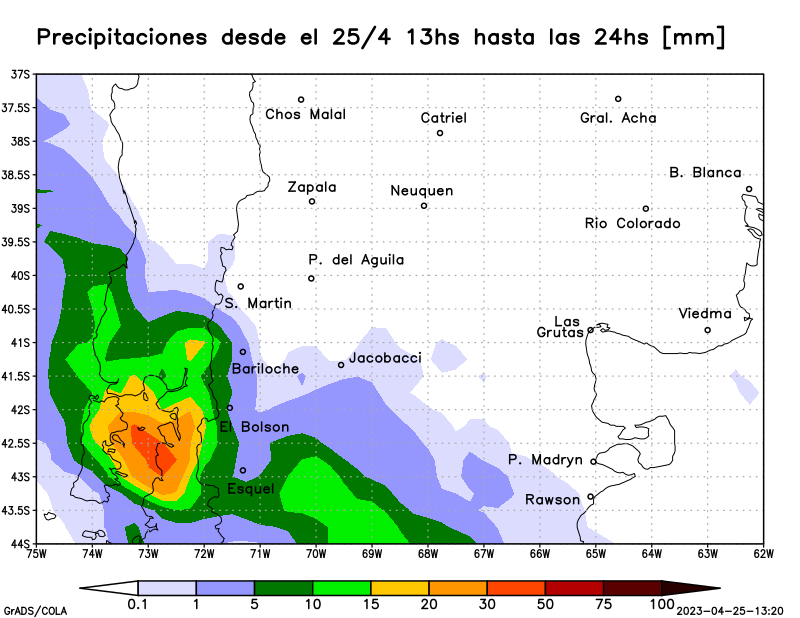 Precipitaciones desde el 25/4 13hs hasta las 24hs [mm]
37S
37.5S
38S
38.5S
39S
39.5S
40S
40.5S
41S
41.5S
42S
42.5S
43S
43.5S
44S
Chos Malal
Catriel
Gral. Acha
B. Blanca
Zapala
Neuquen
Rio Colorado
P. del Aguila
S. Martin
Las
Grutas
Viedma
Bariloche
Jacobacci
El Bolson
Esquel
P. Madryn
Rawson
75W 74W 73W 72W 71W 70W 69W 68W 67W 66W 65W 64W 63W 62W
0.1 1 5 10 15 20 30 50 75 100
GrADS/COLA
2023-04-25-13:20